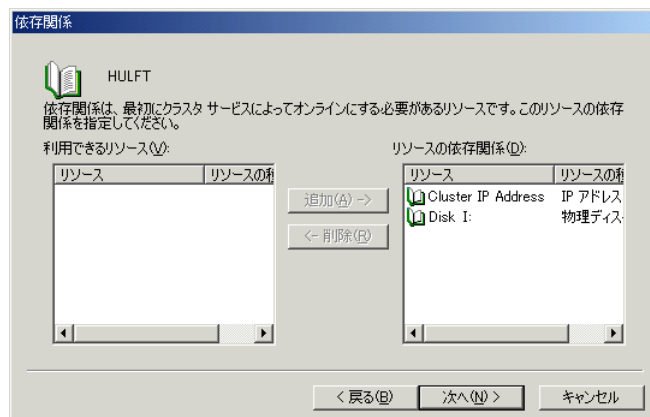 依存関係
HULFT
依存関係は、最初にクラスタ サービスによってオンラインにする必要があるリソースです。このリソースの依存
関係を指定してください。
利用できるリソース(V):
リソース リソースの種
追加(A) ->
<- 削除(R)
リソースの依存関係(D):
リソース リソースの種
Cluster IP Address IP アドレス
Disk I: 物理ディス
< 戻る(B) 次へ(N) > キャンセル